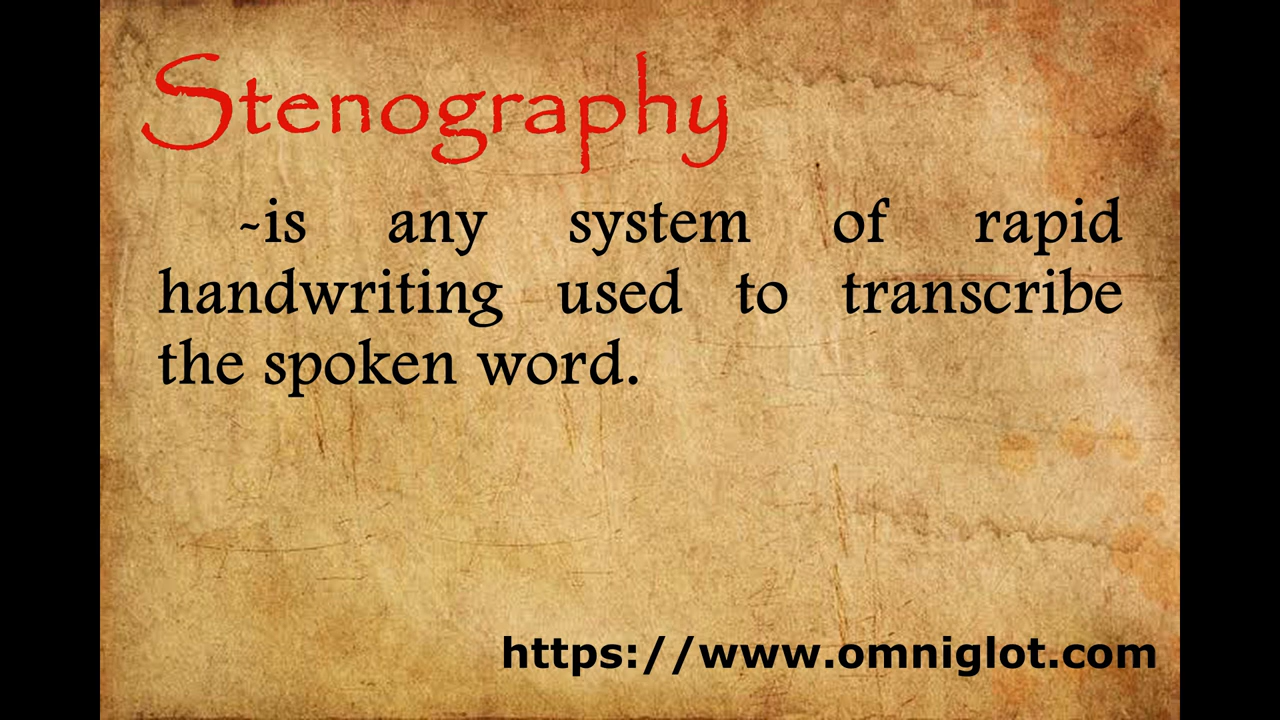 Stenography
~is any system of rapid
handwriting used to transcribe
the spoken word.
https://www.omniglot.com